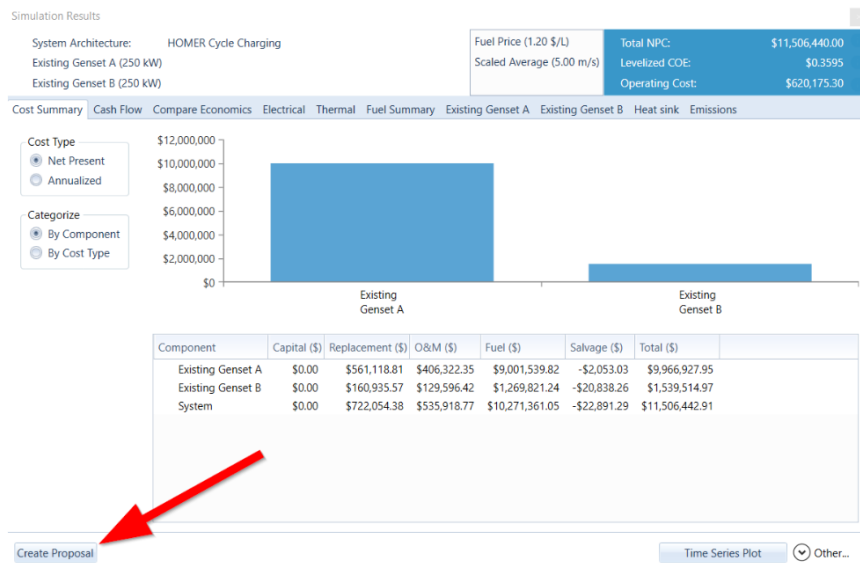 Simulation Results
System Architecture: HOMER Cycle Charging
Existing Genset A (250 kW)
Existing Genset B (250 kW)
Fuel Price (1.20 $/L)
Scaled Average (5.00 m/s)
Total NPC: $11,506,440.00
Levelized COE: $0.3595
Operating Cost: $620,175.30
Cost Summary Cash Flow Compare Economics Electrical Thermal Fuel Summary Existing Genset A Existing Genset B Heat sink Emissions
Cost Type
Net Present
Annualized
Categorize
By Component
By Cost Type
$12,000,000
$10,000,000
$8,000,000
$6,000,000
$4,000,000
$2,000,000
$0
Existing
Genset A
Existing
Genset B
Component Capital ($) Replacement ($) O&M ($) Fuel ($) Salvage ($) Total ($)
Existing Genset A $0.00 $561,118.81 $406,322.35 $9,001,539.82 -$2,053.03 $9,966,927.95
Existing Genset B $0.00 $160,935.57 $129,596.42 $1,269,821.24 -$20,838.26 $1,539,514.97
System $0.00 $722,054.38 $535,918.77 $10,271,361.05 -$22,891.29 $11,506,442.91
Create Proposal
Time Series Plot
Other...